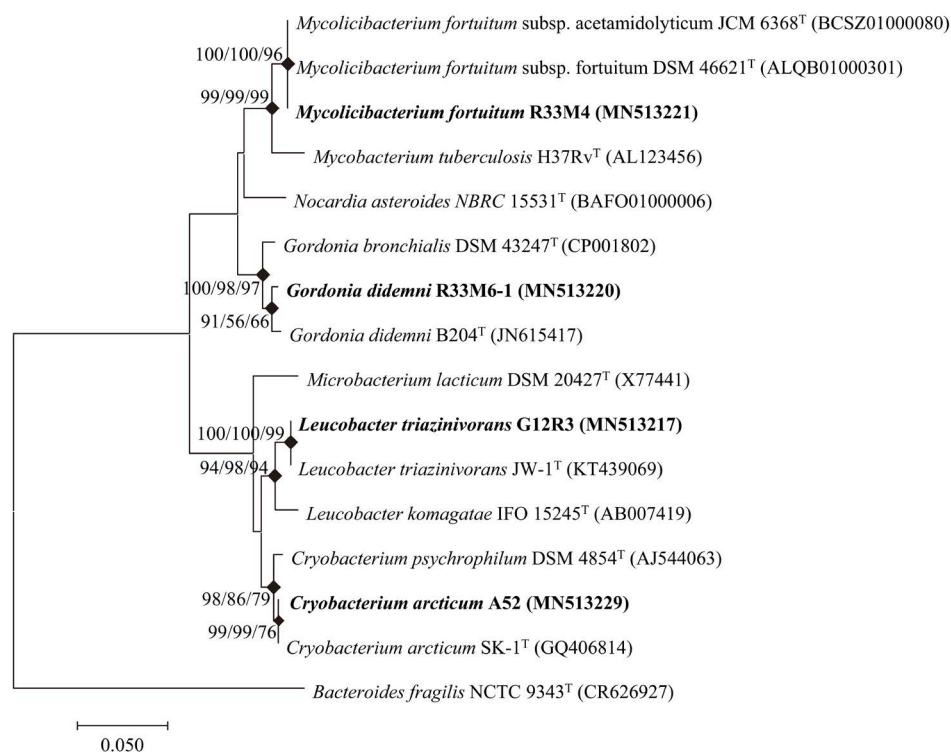 Mycolicibacterium fortuitum subsp. acetamidolyticum JCM 6368ᵀ (BCSZ01000080)
100/100/96
Mycolicibacterium fortuitum subsp. fortuitum DSM 46621ᵀ (ALQB01000301)
99/99/99
Mycolicibacterium fortuitum R33M4 (MN513221)
Mycobacterium tuberculosis H37Rvᵀ (AL123456)
Nocardia asteroides NBRC 15531ᵀ (BAFO01000006)
Gordonia bronchialis DSM 43247ᵀ (CP001802)
100/98/97
Gordonia didemni R33M6-1 (MN513220)
91/56/66
Gordonia didemni B204ᵀ (JN615417)
Microbacterium lacticum DSM 20427ᵀ (X77441)
Leucobacter triazinivorans G12R3 (MN513217)
100/100/99
94/98/94
Leucobacter triazinivorans JW-1ᵀ (KT439069)
Leucobacter komagatae IFO 15245ᵀ (AB007419)
Cryobacterium psychrophilum DSM 4854ᵀ (AJ544063)
98/86/79
Cryobacterium arcticum A52 (MN513229)
99/99/76
Cryobacterium arcticum SK-1ᵀ (GQ406814)
Bacteroides fragilis NCTC 9343ᵀ (CR626927)
0.050